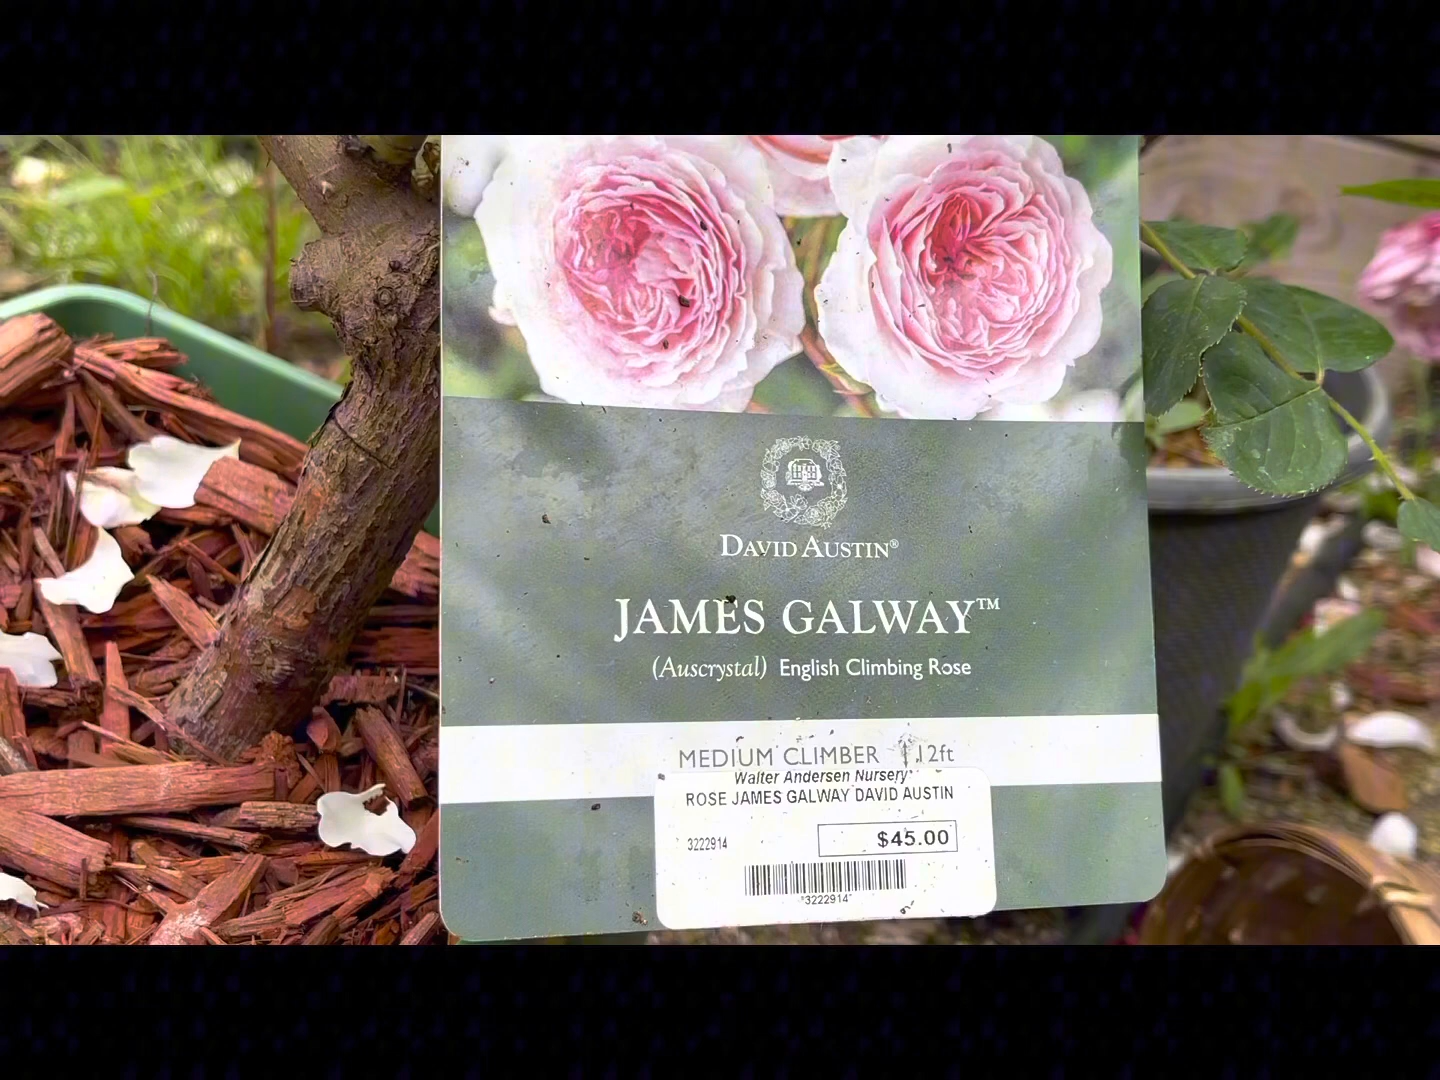 DAVID AUSTIN®
JAMES GALWAY™
(Auscrystal) English Climbing Rose
MEDIUM CLIMBER 12ft
Walter Andersen Nursery
ROSE JAMES GALWAY DAVID AUSTIN
3222914 $45.00
*3222914*